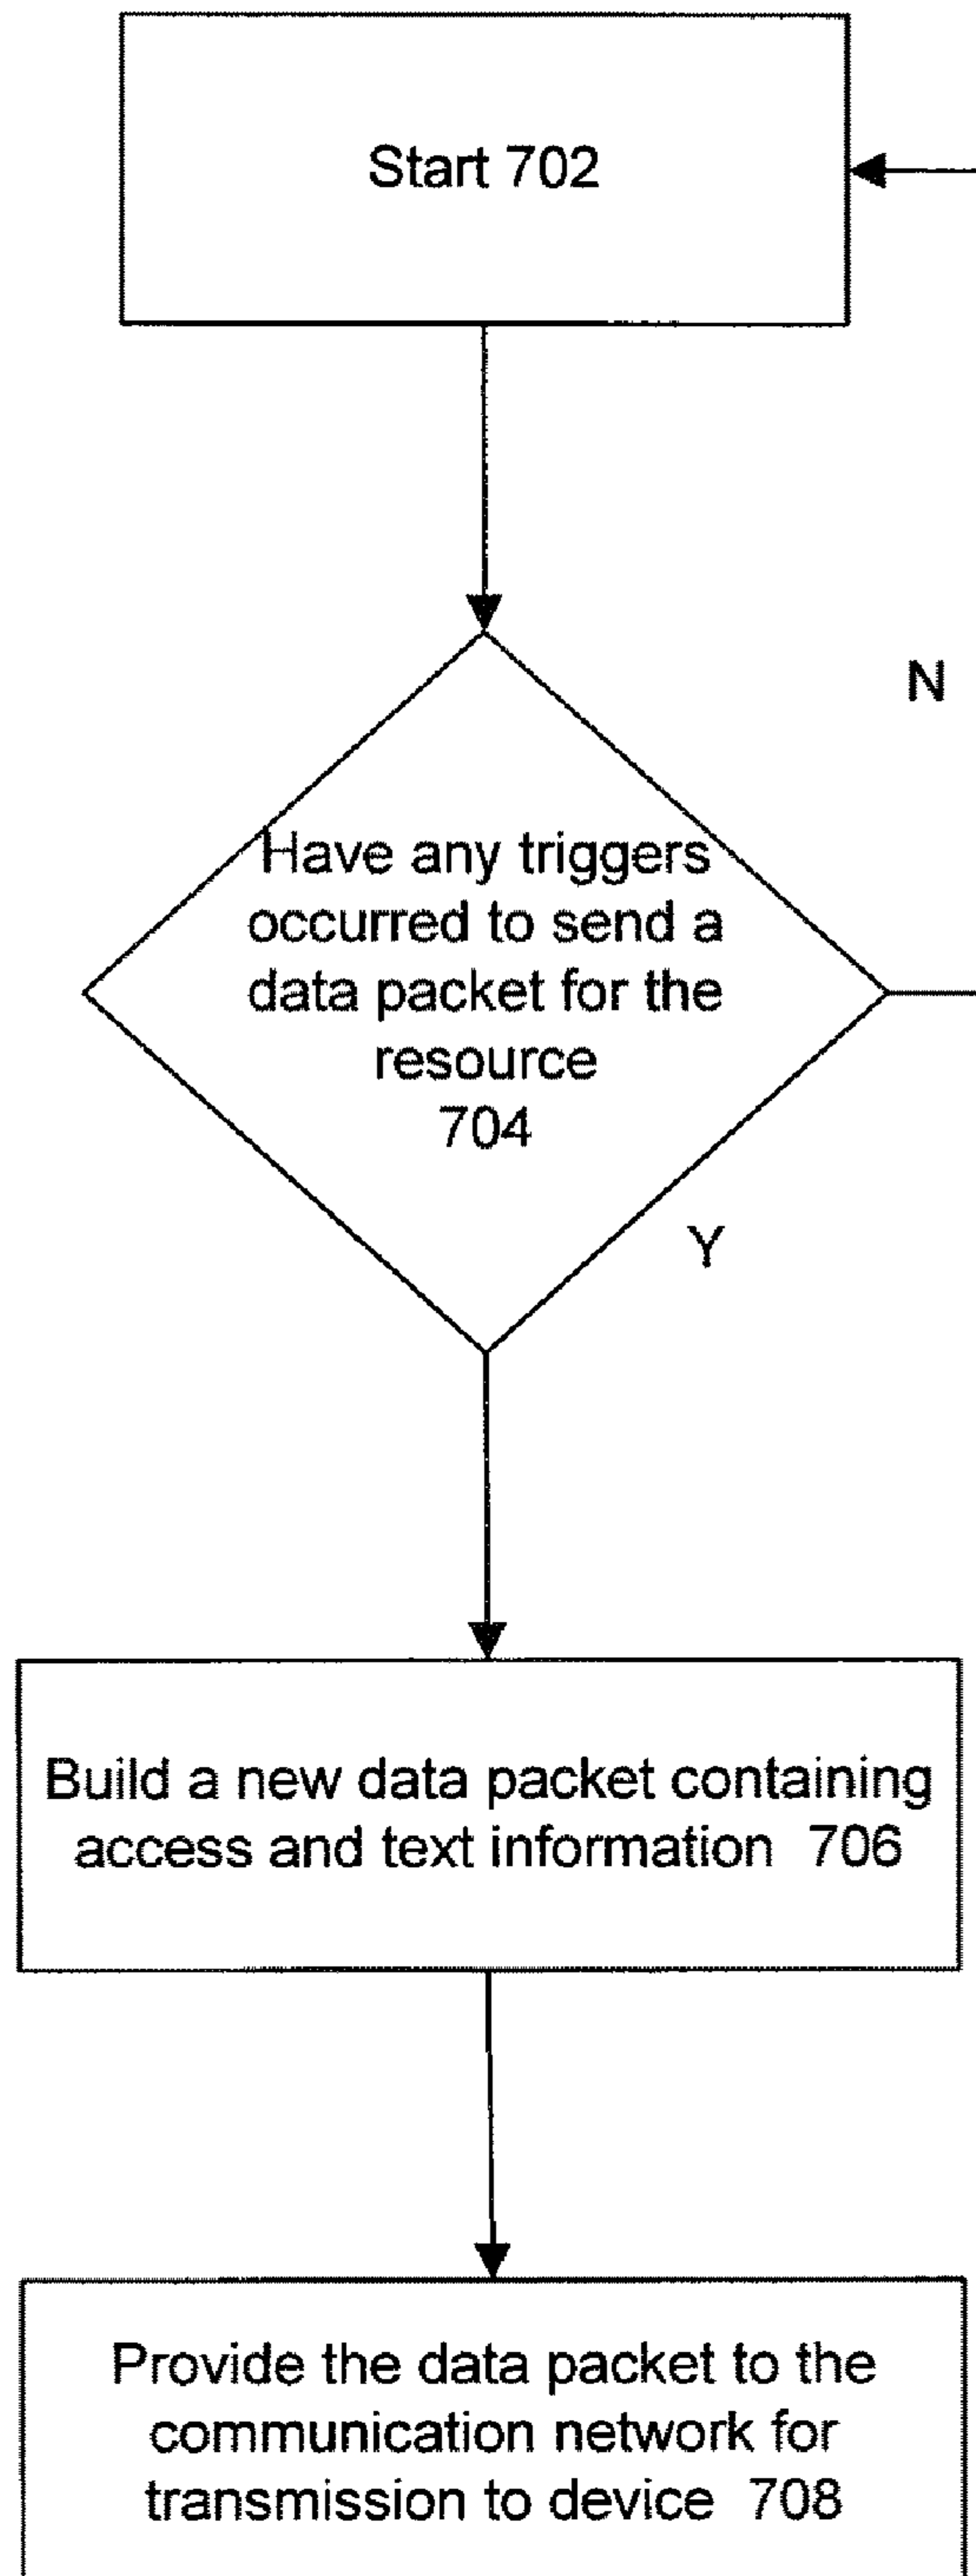 Start 702
N
Have any triggers
occurred to send a
data packet for the
resource
704
Y
Build a new data packet containing
access and text information 706
Provide the data packet to the
communication network for
transmission to device 708